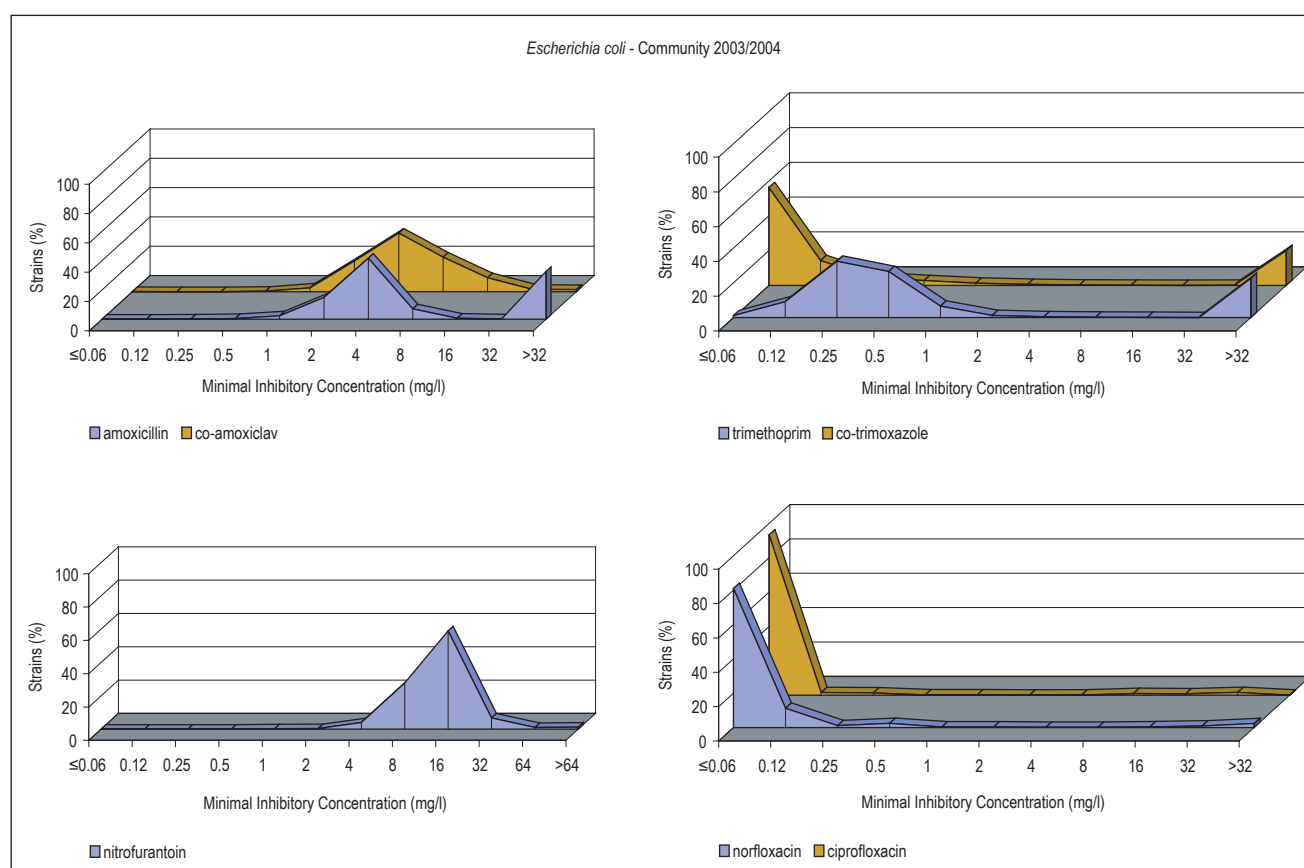 Escherichia coli - Community 2003/2004
Strains (%)
100
80
60
40
20
0
≤0.06 0.12 0.25 0.5 1 2 4 8 16 32 >32
Minimal Inhibitory Concentration (mg/l)
amoxicillin co-amoxiclav
Strains (%)
100
80
60
40
20
0
≤0.06 0.12 0.25 0.5 1 2 4 8 16 32 >32
Minimal Inhibitory Concentration (mg/l)
trimethoprim co-trimoxazole
Strains (%)
100
80
60
40
20
0
≤0.06 0.12 0.25 0.5 1 2 4 8 16 32 64 >64
Minimal Inhibitory Concentration (mg/l)
nitrofurantoin
Strains (%)
100
80
60
40
20
0
≤0.06 0.12 0.25 0.5 1 2 4 8 16 32 >32
Minimal Inhibitory Concentration (mg/l)
norfloxacin ciprofloxacin